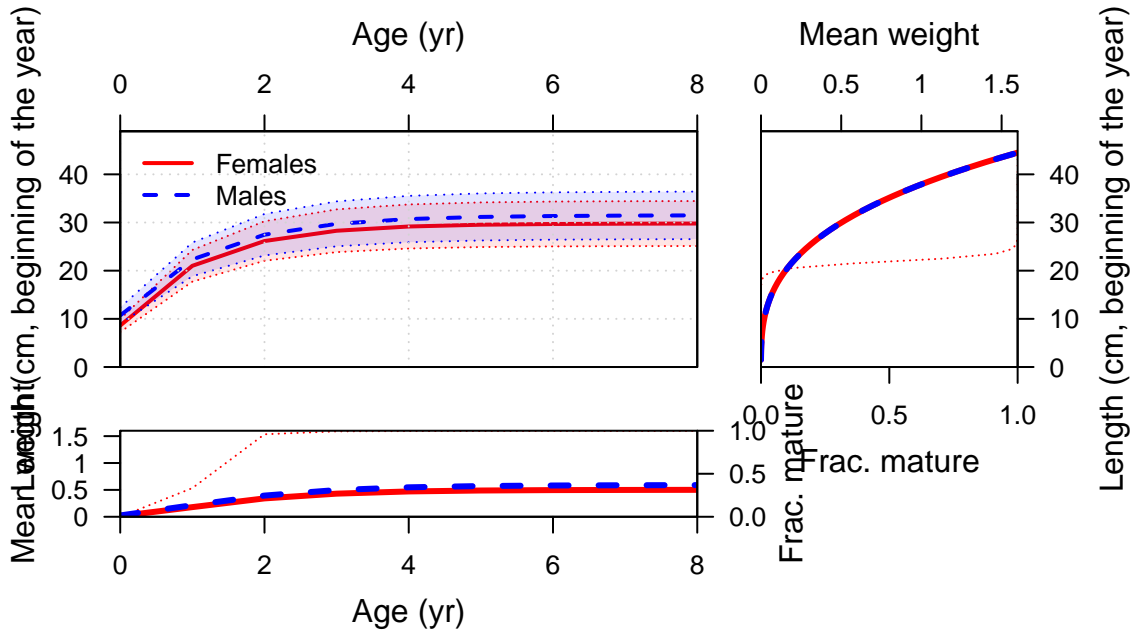 Age (yr)
Mean weight
0 2 4 6 8
0 0.5 1 1.5
Length (cm, beginning of the year)
40
30
20
10
0
Females
Males
40
30
20
10
0
Length (cm, beginning of the year)
0.0 0.5 1.0
Frac. mature
Mean weight
1.5
1
0.5
0
1.0
0.5
0.0
Frac. mature
0 2 4 6 8
Age (yr)